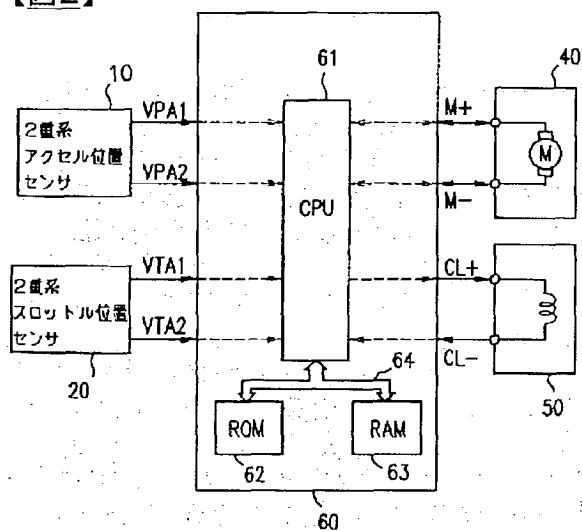 【図2】
10
2重系
アクセル位置
センサ
VPA1
VPA2
2重系
スロットル位置
センサ
VTA1
VTA2
20
61
CPU
64
ROM
62
RAM
63
60
M+
M-
40
M
CL+
CL-
50